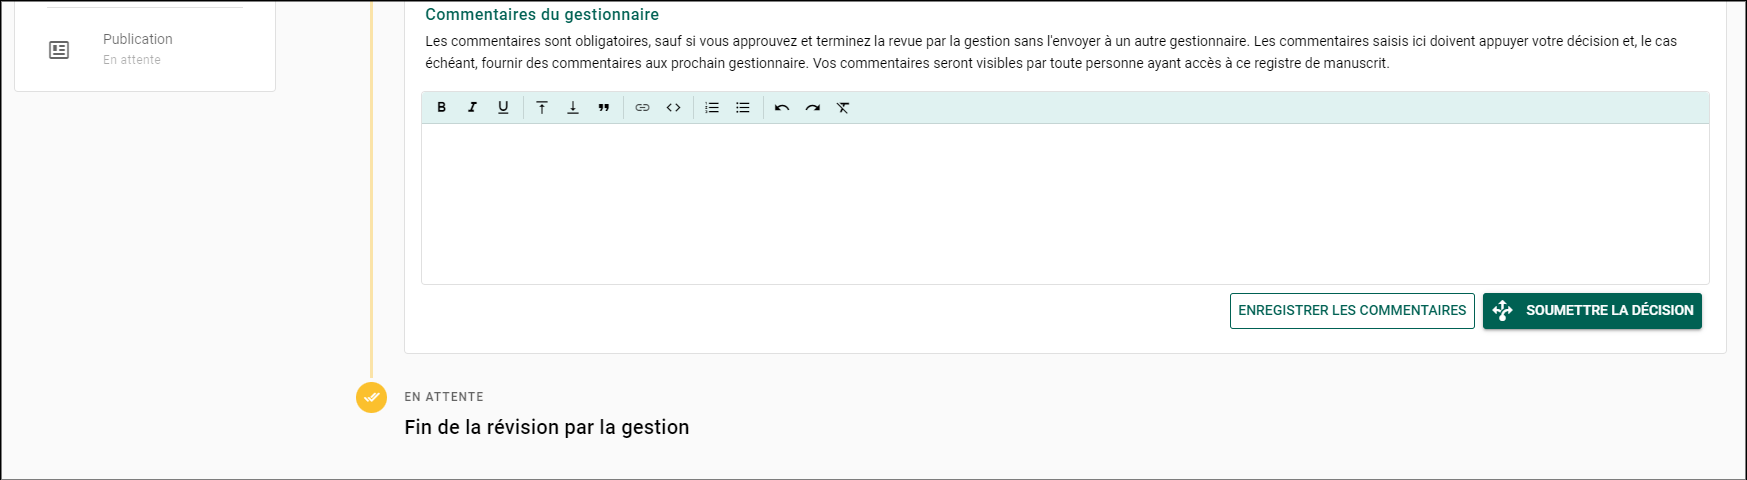 Publication
En attente
Commentaires du gestionnaire
Les commentaires sont obligatoires, sauf si vous approuvez et terminez la revue par la gestion sans l'envoyer à un autre gestionnaire. Les commentaires saisis ici doivent appuyer votre décision et, le cas
échéant, fournir des commentaires aux prochain gestionnaire. Vos commentaires seront visibles par toute personne ayant accès à ce registre de manuscrit.
ENREGISTRER LES COMMENTAIRES
SOUMETTRE LA DÉCISION
EN ATTENTE
Fin de la révision par la gestion